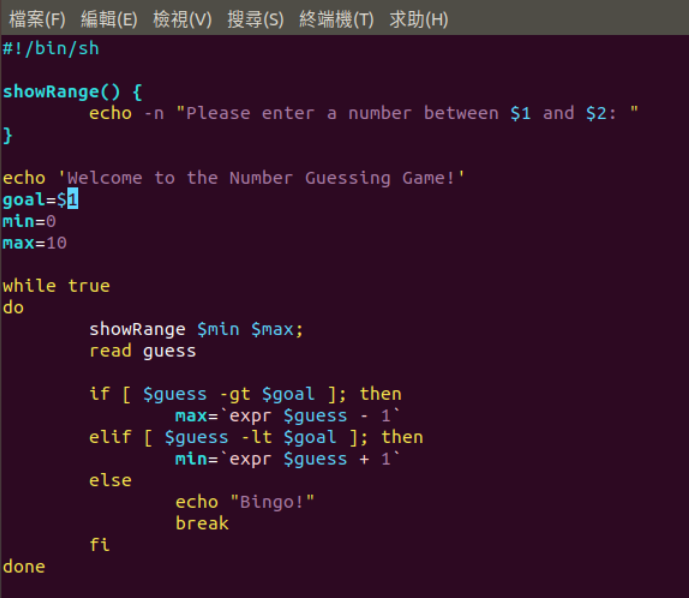 檔案(F) 編輯(E) 檢視(V) 搜尋(S) 終端機(T) 求助(H)
#!/bin/sh
showRange() {
        echo -n "Please enter a number between $1 and $2: "
}
echo 'Welcome to the Number Guessing Game!'
goal=$1
min=0
max=10
while true
do
        showRange $min $max;
        read guess
        if [ $guess -gt $goal ]; then
                max=`expr $guess - 1`
        elif [ $guess -lt $goal ]; then
                min=`expr $guess + 1`
        else
                echo "Bingo!"
                break
        fi
done